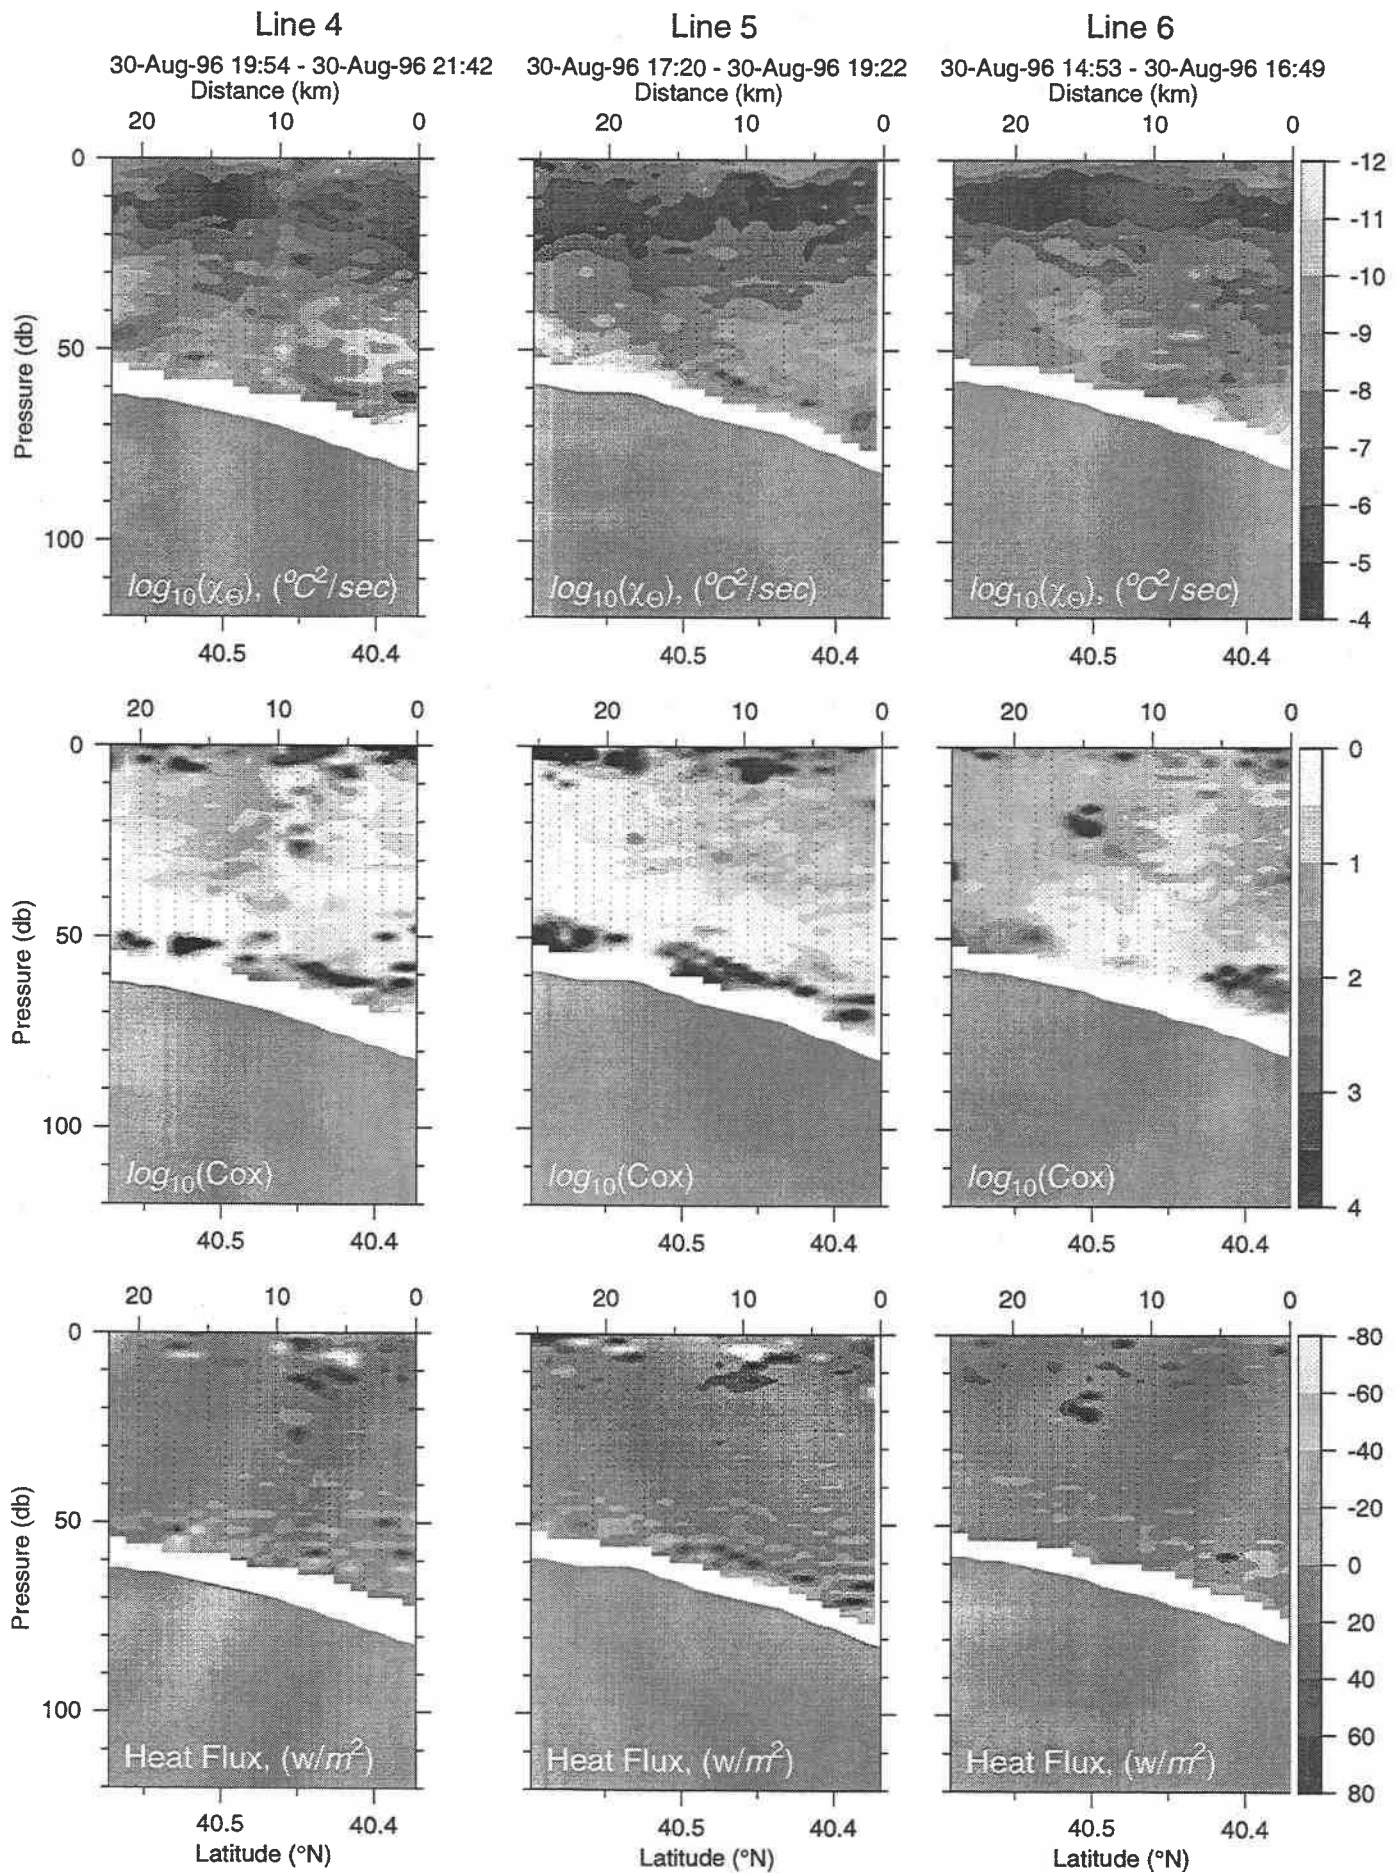 Line 4 Line 5 Line 6
30-Aug-96 19:54 - 30-Aug-96 21:42 30-Aug-96 17:20 - 30-Aug-96 19:22 30-Aug-96 14:53 - 30-Aug-96 16:49
Distance (km) Distance (km) Distance (km)
20 10 0 20 10 0 20 10 0
0 -12
-11
-10
-9
50
-8
-7
-6
100
-5
-4
Pressure (db)
log10(χΘ), (°C²/sec) log10(χΘ), (°C²/sec) log10(χΘ), (°C²/sec)
40.5 40.4 40.5 40.4 40.5 40.4
20 10 0 20 10 0 20 10 0
0 0
1
50
2
3
100
4
Pressure (db)
log10(Cox) log10(Cox) log10(Cox)
40.5 40.4 40.5 40.4 40.5 40.4
20 10 0 20 10 0 20 10 0
0 -80
-60
-40
-20
50
0
20
40
100
60
80
Pressure (db)
Heat Flux, (w/m²) Heat Flux, (w/m²) Heat Flux, (w/m²)
40.5 40.4 40.5 40.4 40.5 40.4
Latitude (°N) Latitude (°N) Latitude (°N)